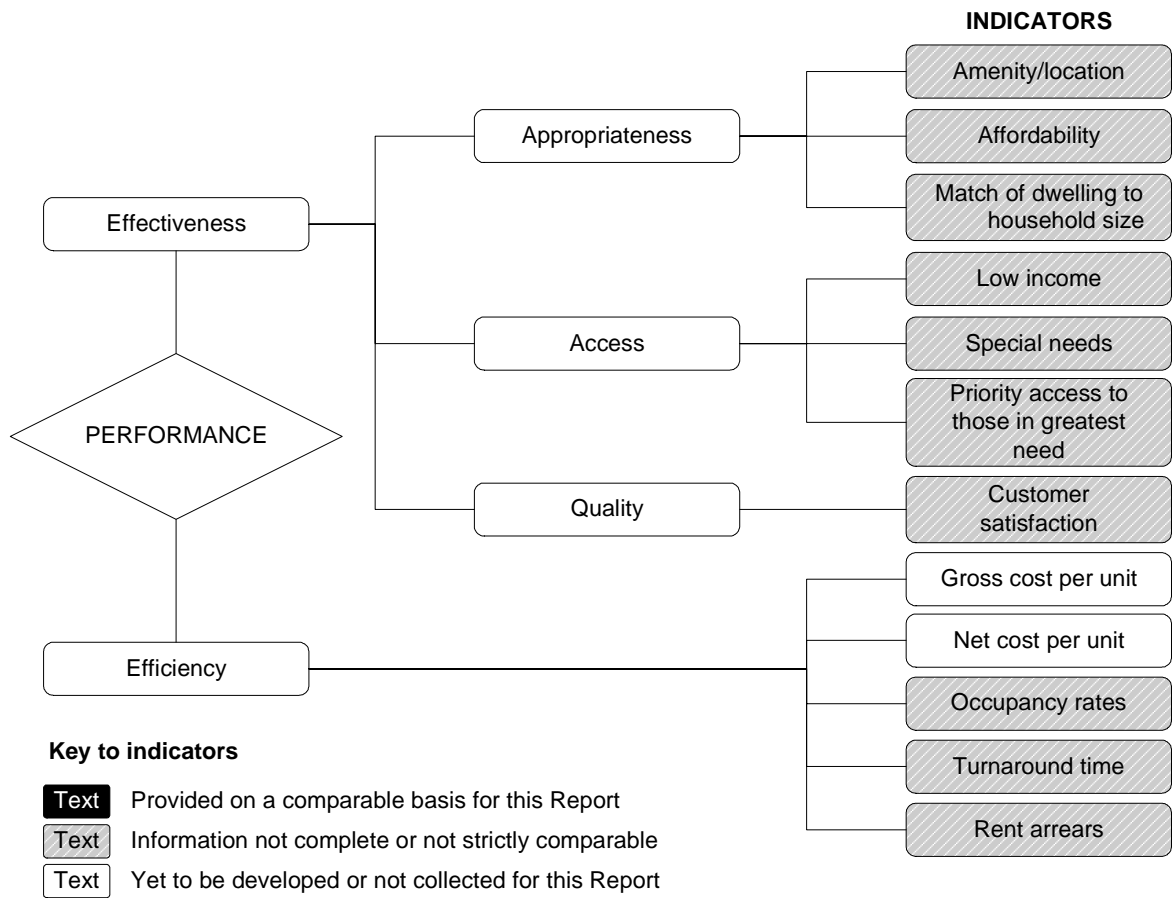 INDICATORS
Amenity/location
Appropriateness
Affordability
Match of dwelling to
household size
Effectiveness
Low income
Access
Special needs
Priority access to
those in greatest
need
PERFORMANCE
Quality
Customer
satisfaction
Gross cost per unit
Net cost per unit
Efficiency
Occupancy rates
Turnaround time
Rent arrears
Key to indicators
Text Provided on a comparable basis for this Report
Text Information not complete or not strictly comparable
Text Yet to be developed or not collected for this Report